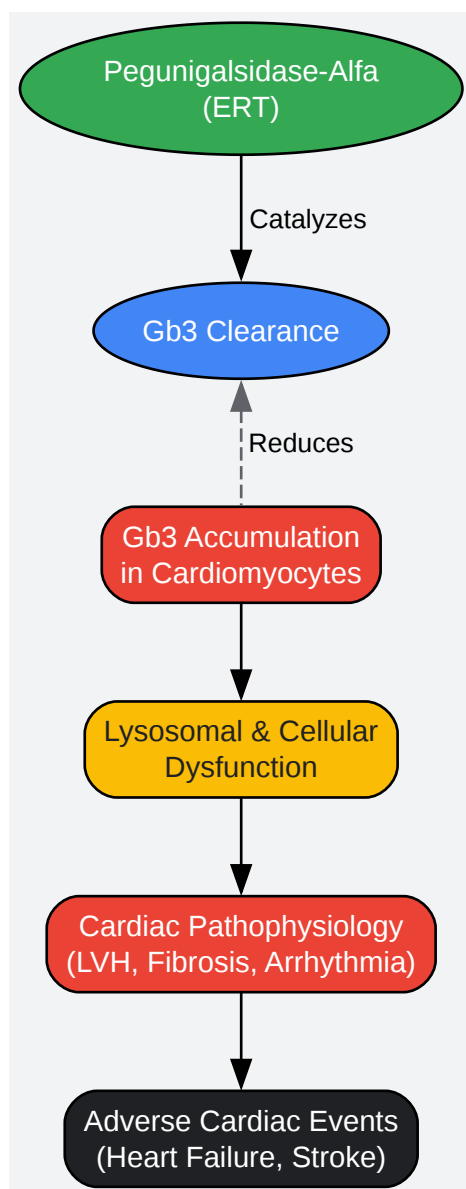 Pegunigalsidase-Alfa
(ERT)
Catalyzes
Gb3 Clearance
Reduces
Gb3 Accumulation
in Cardiomyocytes
Lysosomal & Cellular
Dysfunction
Cardiac Pathophysiology
(LVH, Fibrosis, Arrhythmia)
Adverse Cardiac Events
(Heart Failure, Stroke)